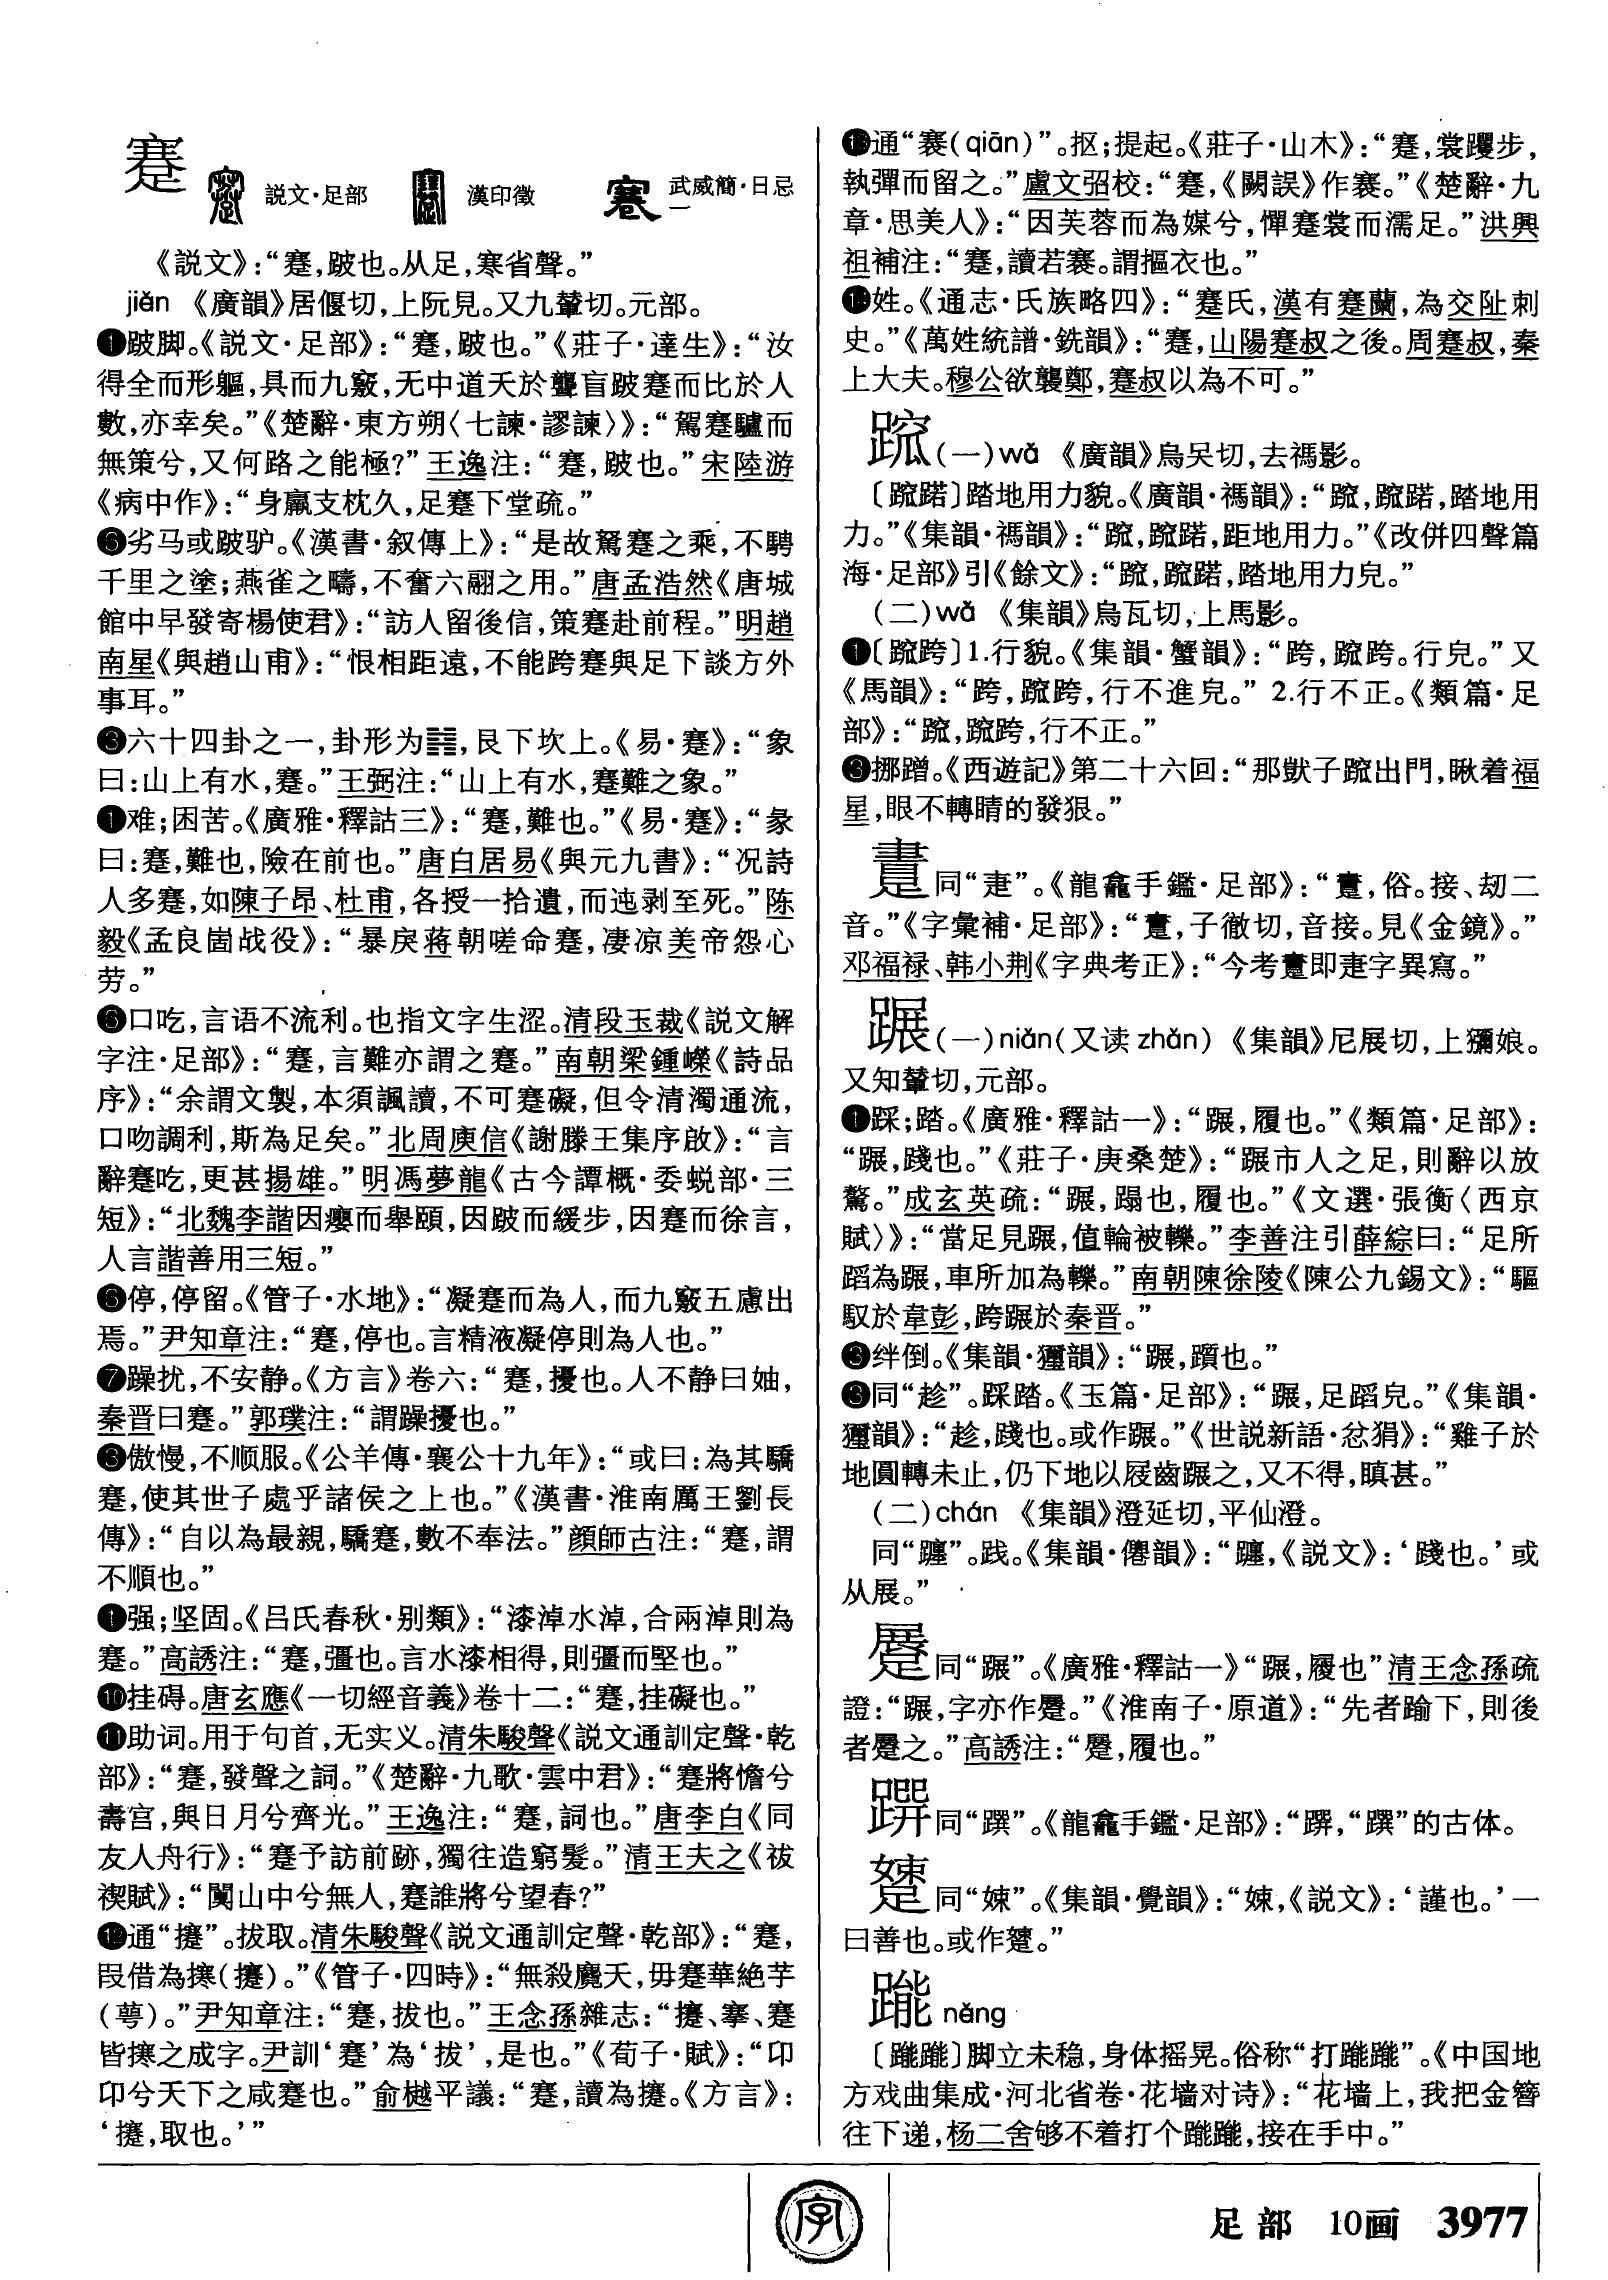 蹇
説文·足部 漢印徵 武威簡·日忌一
《説文》：“蹇，跛也。从足，寒省聲。”
jiǎn 《廣韻》居偃切，上阮見。又九輦切。元部。
❶跛脚。《説文·足部》：“蹇，跛也。”《莊子·達生》：“汝
得全而形軀，具而九竅，无中道夭於聾盲跛蹇而比於人
數，亦幸矣。”《楚辭·東方朔〈七諫·謬諫〉》：“駕蹇驢而
無策兮，又何路之能極？”王逸注：“蹇，跛也。”宋陸游
《病中作》：“身羸支枕久，足蹇下堂疏。”
劣马或跛驴。《漢書·叙傳上》：“是故駑蹇之乘，不騁
千里之塗；燕雀之疇，不奮六翮之用。”唐孟浩然《唐城
館中早發寄楊使君》：“訪人留後信，策蹇赴前程。”明趙
南星《與趙山甫》：“恨相距遠，不能跨蹇與足下談方外
事耳。”
❸六十四卦之一，卦形为䷦，艮下坎上。《易·蹇》：“象
曰：山上有水，蹇。”王弼注：“山上有水，蹇難之象。”
难；困苦。《廣雅·釋詁三》：“蹇，難也。”《易·蹇》：“彖
曰：蹇，難也，險在前也。”唐白居易《與元九書》：“况詩
人多蹇，如陳子昂、杜甫，各授一拾遺，而迍剥至死。”陈
毅《孟良崮战役》：“暴戾蒋朝嗟命蹇，凄凉美帝怨心
劳。”
口吃，言语不流利。也指文字生涩。清段玉裁《説文解
字注·足部》：“蹇，言難亦謂之蹇。”南朝梁鍾嶸《詩品
序》：“余謂文製，本須諷讀，不可蹇礙，但令清濁通流，
口吻調利，斯為足矣。”北周庾信《謝滕王集序啟》：“言
辭蹇吃，更甚揚雄。”明馮夢龍《古今譚概·委蜕部·三
短》：“北魏李諧因癭而舉頤，因跛而緩步，因蹇而徐言，
人言諧善用三短。”
❻停，停留。《管子·水地》：“凝蹇而為人，而九竅五慮出
焉。”尹知章注：“蹇，停也。言精液凝停則為人也。”
❼躁扰，不安静。《方言》卷六：“蹇，擾也。人不静曰妯，
秦晋曰蹇。”郭璞注：“謂躁擾也。”
傲慢，不顺服。《公羊傳·襄公十九年》：“或曰：為其驕
蹇，使其世子處乎諸侯之上也。”《漢書·淮南厲王劉長
傳》：“自以為最親，驕蹇，數不奉法。”顔師古注：“蹇，謂
不順也。”
强；坚固。《吕氏春秋·别類》：“漆淖水淖，合兩淖則為
蹇。”高誘注：“蹇，彊也。言水漆相得，則彊而堅也。”
❿挂碍。唐玄應《一切經音義》卷十二：“蹇，挂礙也。”
⓫助词。用于句首，无实义。清朱駿聲《説文通訓定聲·乾
部》：“蹇，發聲之詞。”《楚辭·九歌·雲中君》：“蹇將憺兮
壽宫，與日月兮齊光。”王逸注：“蹇，詞也。”唐李白《同
友人舟行》：“蹇予訪前跡，獨往造窮髮。”清王夫之《祓
禊賦》：“闃山中兮無人，蹇誰將兮望春？”
通“攓”。拔取。清朱駿聲《説文通訓定聲·乾部》：“蹇，
叚借為㩃（攓）。”《管子·四時》：“無殺麑夭，毋蹇華絶芋
（萼）。”尹知章注：“蹇，拔也。”王念孫雜志：“攓、搴、蹇
皆㩃之或字。尹訓‘蹇’為‘拔’，是也。”《荀子·賦》：“卬
卬兮天下之咸蹇也。”俞樾平議：“蹇，讀為攓。《方言》：
‘攓，取也。’”
通“褰（qiān）”。抠；提起。《莊子·山木》：“蹇，裳躩步，
執彈而留之。”盧文弨校：“蹇，《闕誤》作褰。”《楚辭·九
章·思美人》：“因芙蓉而為媒兮，憚蹇裳而濡足。”洪興
祖補注：“蹇，讀若褰。謂摳衣也。”
姓。《通志·氏族略四》：“蹇氏，漢有蹇蘭，為交阯刺
史。”《萬姓統譜·銑韻》：“蹇，山陽蹇叔之後。周蹇叔，秦
上大夫。穆公欲襲鄭，蹇叔以為不可。”
（一）wà 《廣韻》烏吴切，去禡影。
踏地用力貌。《廣韻·禡韻》：“踏地用
力。”《集韻·禡韻》：“距地用力。”《改併四聲篇
海·足部》引《餘文》：“踏地用力皃。”
（二）wǎ 《集韻》烏瓦切，上馬影。
❶行貌。《集韻·蟹韻》：“跨，行皃。”又
《馬韻》：“跨，行不進皃。” 2.行不正。《類篇·足
部》：“行不正。”
挪蹭。《西遊記》第二十六回：“那獃子出門，瞅着福
星，眼不轉睛的發狠。”
同“疌”。《龍龕手鑑·足部》：“俗。接、刼二
音。”《字彙補·足部》：“子徹切，音接。見《金鏡》。”
邓福禄、韩小荆《字典考正》：“今考即疌字異寫。”
蹍（一）niǎn（又读zhǎn） 《集韻》尼展切，上獮娘。
又知輦切，元部。
❶踩；踏。《廣雅·釋詁一》：“蹍，履也。”《類篇·足部》：
“蹍，踐也。”《莊子·庚桑楚》：“蹍市人之足，則辭以放
驁。”成玄英疏：“蹍，蹋也，履也。”《文選·張衡〈西京
賦〉》：“當足見蹍，值輪被轢。”李善注引薛綜曰：“足所
蹈為蹍，車所加為轢。”南朝陳徐陵《陳公九錫文》：“驅
馭於韋彭，跨蹍於秦晋。”
绊倒。《集韻·獮韻》：“蹍，蹎也。”
❸同“趁”。踩踏。《玉篇·足部》：“蹍，足蹈皃。”《集韻·
獮韻》：“趁，踐也。或作蹍。”《世説新語·忿狷》：“雞子於
地圓轉未止，仍下地以屐齒蹍之，又不得，瞋甚。”
（二）chán 《集韻》澄延切，平仙澄。
同“躔”。践。《集韻·僊韻》：“躔，《説文》：‘踐也。’或
从展。”
同“蹍”。《廣雅·釋詁一》“蹍，履也”清王念孫疏
證：“蹍，字亦作。”《淮南子·原道》：“先者踰下，則後
者之。”高誘注：“履也。”
同“蹕”。《龍龕手鑑·足部》：“的古体。
同“娕”。《集韻·覺韻》：“娕，《説文》：‘謹也。’一
曰善也。或作。”
něng
脚立未稳，身体摇晃。俗称“打”。《中国地
方戏曲集成·河北省卷·花墙对诗》：“花墙上，我把金簪
往下递，杨二舍够不着打个，接在手中。”
字
足部 10画 3977